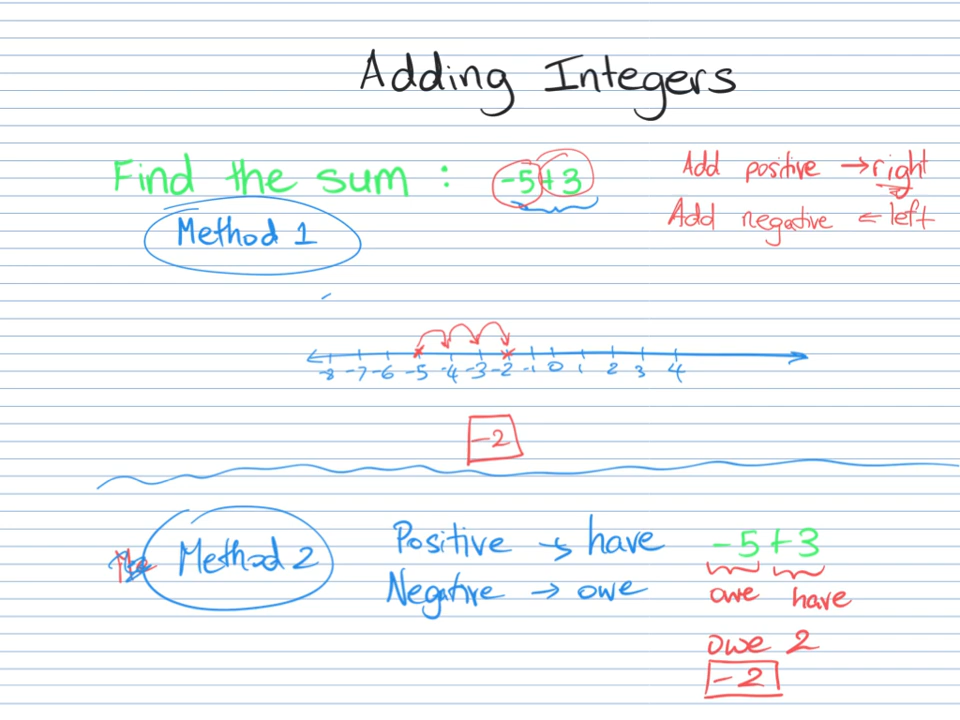 Adding Integers
Find the sum : -5+3
Add positive → right
Add negative ← left
Method 1
-8 -7 -6 -5 -4 -3 -2 -1 0 1 2 3 4
-2
Method 2
Positive → have
Negative → owe
-5+3
owe have
owe 2
-2